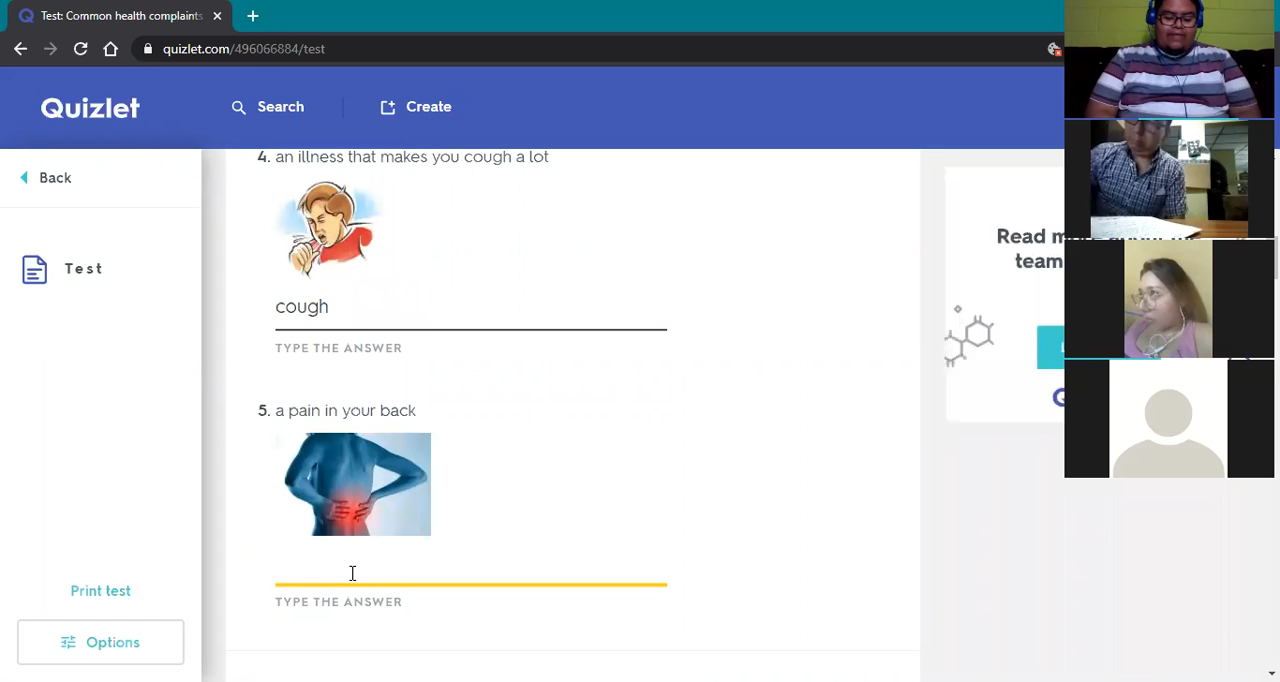 Test: Common health complaints
quizlet.com/496066884/test
Quizlet
Search
Create
Back
Test
Print test
Options
4. an illness that makes you cough a lot
cough
TYPE THE ANSWER
5. a pain in your back
TYPE THE ANSWER
Read
team